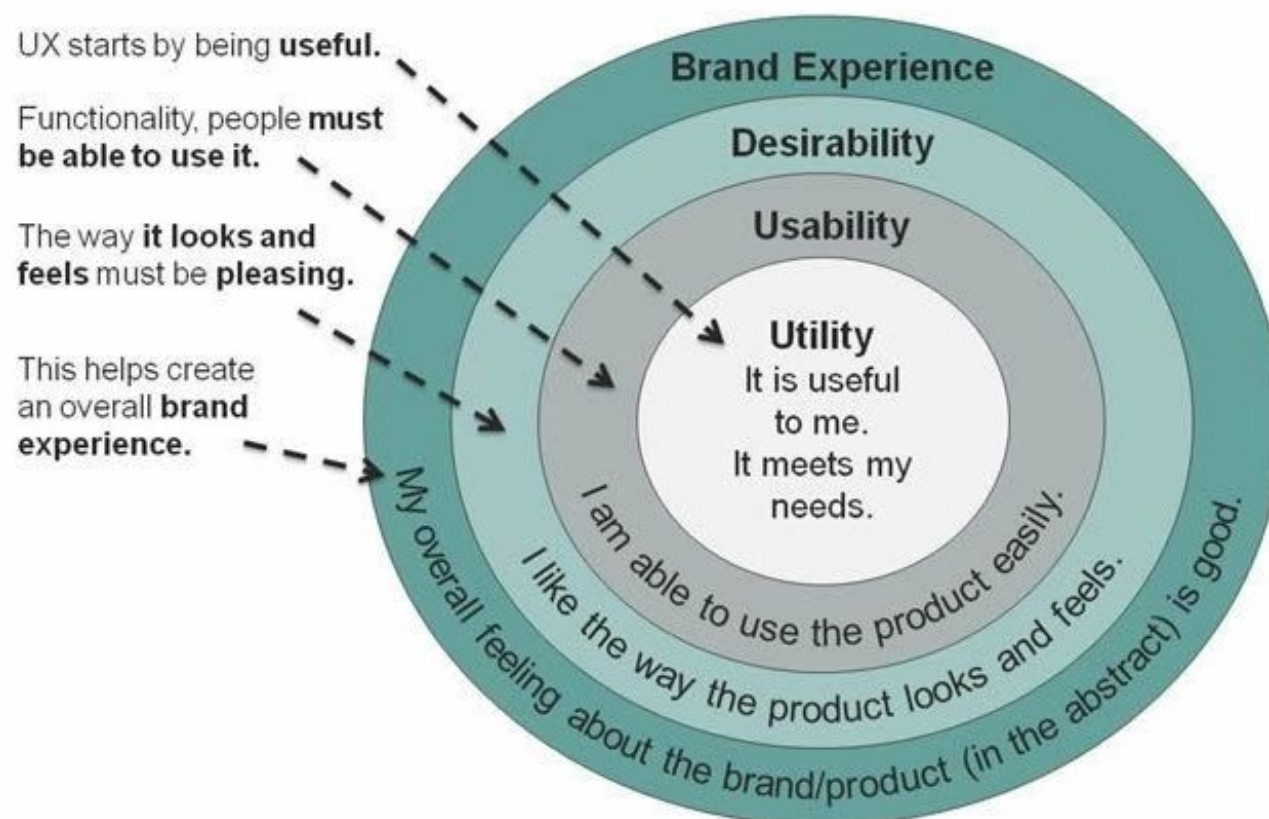 UX starts by being useful.
Functionality, people must
be able to use it.
The way it looks and
feels must be pleasing.
This helps create
an overall brand
experience.
Brand Experience
Desirability
Usability
Utility
It is useful
to me.
It meets my
needs.
I am able to use the product easily.
I like the way the product looks and feels.
My overall feeling about the brand/product (in the abstract) is good.